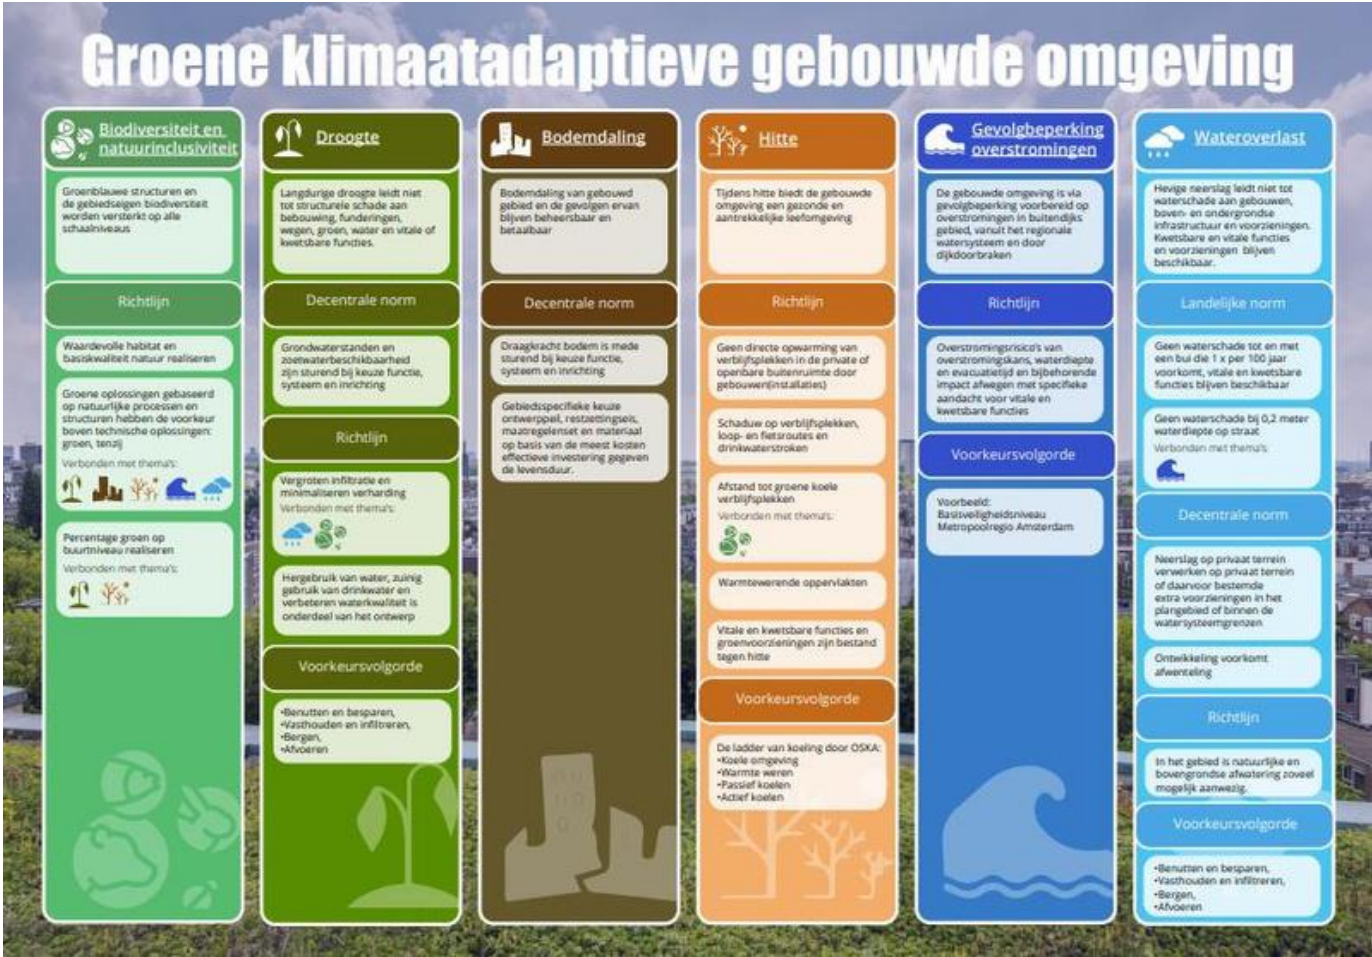 Groene klimaatadaptieve gebouwde omgeving
Biodiversiteit en
natuurinclusiviteit
Groenblauwe structuren en
de gebiedseigen biodiversiteit
worden versterkt op alle
schaalniveaus
Richtlijn
Waardevolle habitat en
basiskwaliteit natuur realiseren
Groene oplossingen gebaseerd
op natuurlijke processen en
structuren hebben de voorkeur
boven technische oplossingen:
groen, tenzij
Verbonden met thema's:
Percentage groen op
buurtniveau realiseren
Verbonden met thema's:
Droogte
Langdurige droogte leidt niet
tot structurele schade aan
bebouwing, funderingen,
wegen, groen, water en vitale of
kwetsbare functies.
Decentrale norm
Grondwaterstanden en
zoetwaterbeschikbaarheid
zijn sturend bij keuze functie,
systeem en inrichting
Richtlijn
Vergroten infiltratie en
minimaliseren verharding
Verbonden met thema's:
Hergebruik van water, zuinig
gebruik van drinkwater en
verbeteren waterkwaliteit is
onderdeel van het ontwerp
Voorkeursvolgorde
•Benutten en besparen,
•Vasthouden en infiltreren,
•Bergen,
•Afvoeren
Bodemdaling
Bodemdaling van gebouwd
gebied en de gevolgen ervan
blijven beheersbaar en
betaalbaar
Decentrale norm
Draagkracht bodem is mede
sturend bij keuze functie,
systeem en inrichting
Gebiedsspecifieke keuze
ontwerppeil, restzettingseis,
maatregelenset en materiaal
op basis van de meest kosten
effectieve investering gegeven
de levensduur.
Hitte
Tijdens hitte biedt de gebouwde
omgeving een gezonde en
aantrekkelijke leefomgeving
Richtlijn
Geen directe opwarming van
verblijfsplekken in de private of
openbare buitenruimte door
gebouwen(installaties)
Schaduw op verblijfsplekken,
loop- en fietsroutes en
drinkwaterstroken
Afstand tot groene koele
verblijfsplekken
Verbonden met thema's:
Warmtewerende oppervlakten
Vitale en kwetsbare functies en
groenvoorzieningen zijn bestand
tegen hitte
Voorkeursvolgorde
De ladder van koeling door OSKA:
•Koele omgeving
•Warmte weren
•Passief koelen
•Actief koelen
Gevolgbeperking
overstromingen
De gebouwde omgeving is via
gevolgbeperking voorbereid op
overstromingen in buitendijks
gebied, vanuit het regionale
watersysteem en door
dijkdoorbraken
Richtlijn
Overstromingsrisico's van
overstromingskans, waterdiepte
en evacuatietijd en bijbehorende
impact afwegen met specifieke
aandacht voor vitale en
kwetsbare functies
Voorkeursvolgorde
Voorbeeld:
Basisveiligheidsniveau
Metropoolregio Amsterdam
Wateroverlast
Hevige neerslag leidt niet tot
waterschade aan gebouwen,
boven- en ondergrondse
infrastructuur en voorzieningen.
Kwetsbare en vitale functies
en voorzieningen blijven
beschikbaar.
Landelijke norm
Geen waterschade tot en met
een bui die 1 x per 100 jaar
voorkomt, vitale en kwetsbare
functies blijven beschikbaar
Geen waterschade bij 0,2 meter
waterdiepte op straat
Verbonden met thema's:
Decentrale norm
Neerslag op privaat terrein
verwerken op privaat terrein
of daarvoor bestemde
extra voorzieningen in het
plangebied of binnen de
watersysteemgrenzen
Ontwikkeling voorkomt
afwenteling
Richtlijn
In het gebied is natuurlijke en
bovengrondse afwatering zoveel
mogelijk aanwezig.
Voorkeursvolgorde
•Benutten en besparen,
•Vasthouden en infiltreren,
•Bergen,
•Afvoeren